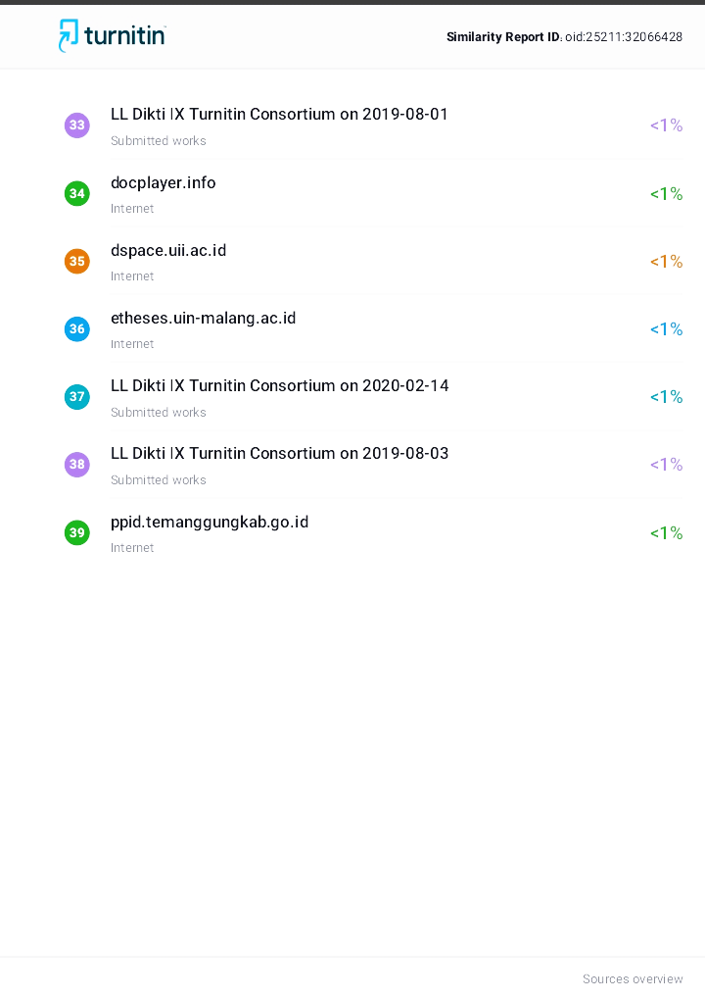 turnitin
Similarity Report ID: oid:25211:32066428
33
LL Dikti IX Turnitin Consortium on 2019-08-01
<1%
Submitted works
34
docplayer.info
<1%
Internet
35
dspace.uii.ac.id
<1%
Internet
36
etheses.uin-malang.ac.id
<1%
Internet
37
LL Dikti IX Turnitin Consortium on 2020-02-14
<1%
Submitted works
38
LL Dikti IX Turnitin Consortium on 2019-08-03
<1%
Submitted works
39
ppid.temanggungkab.go.id
<1%
Internet
Sources overview